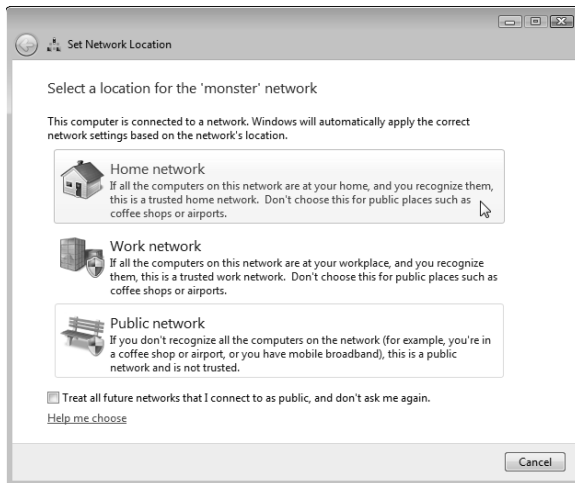 Set Network Location
Select a location for the 'monster' network
This computer is connected to a network. Windows will automatically apply the correct
network settings based on the network's location.
Home network
If all the computers on this network are at your home, and you recognize them,
this is a trusted home network.  Don't choose this for public places such as
coffee shops or airports.
Work network
If all the computers on this network are at your workplace, and you recognize
them, this is a trusted work network.  Don't choose this for public places such as
coffee shops or airports.
Public network
If you don't recognize all the computers on the network (for example, you're in
a coffee shop or airport, or you have mobile broadband), this is a public
network and is not trusted.
Treat all future networks that I connect to as public, and don't ask me again.
Help me choose
Cancel